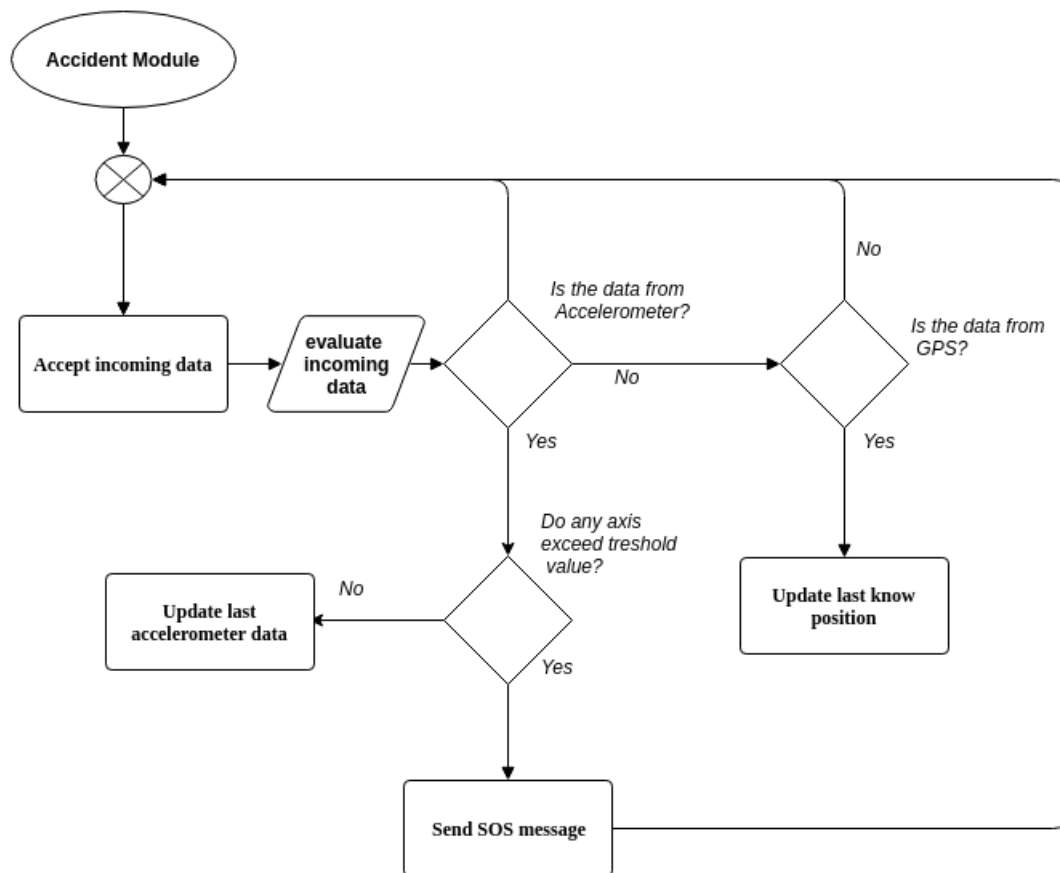 Accident Module
No
Is the data from
Accelerometer?
Is the data from
GPS?
Accept incoming data
evaluate
incoming
data
No
Yes
Yes
Do any axis
exceed treshold
value?
No
Update last
accelerometer data
Update last know
position
Yes
Send SOS message